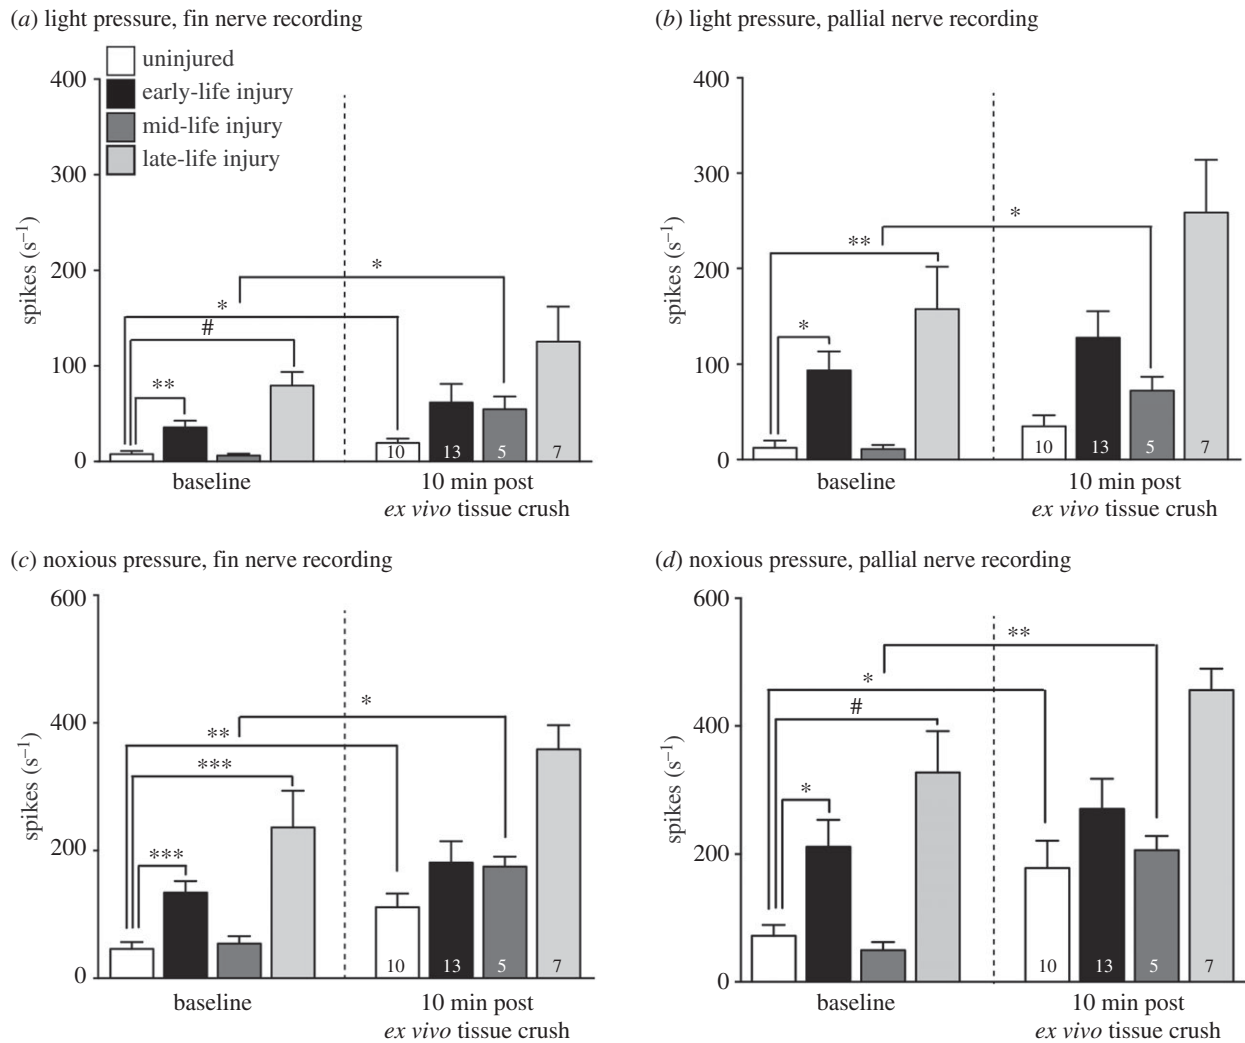 (a) light pressure, fin nerve recording
uninjured
early-life injury
mid-life injury
late-life injury
400
300
200
100
0
spikes (s⁻¹)
**
#
*
*
10
13
5
7
baseline
10 min post
ex vivo tissue crush
(b) light pressure, pallial nerve recording
400
300
200
100
0
spikes (s⁻¹)
*
**
*
10
13
5
7
baseline
10 min post
ex vivo tissue crush
(c) noxious pressure, fin nerve recording
600
400
200
0
spikes (s⁻¹)
***
***
**
*
10
13
5
7
baseline
10 min post
ex vivo tissue crush
(d) noxious pressure, pallial nerve recording
600
400
200
0
spikes (s⁻¹)
*
#
*
**
10
13
5
7
baseline
10 min post
ex vivo tissue crush